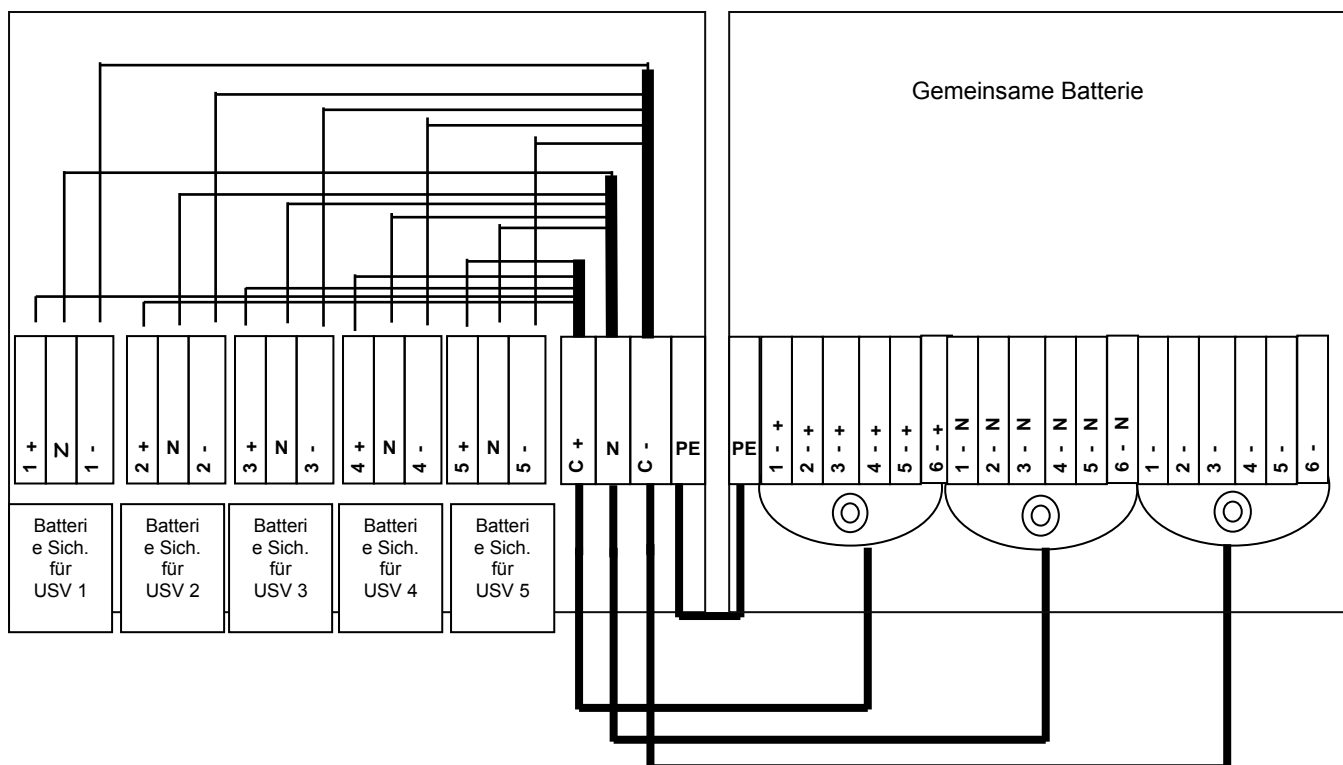 Gemeinsame Batterie
1 +
N
1 -
2 +
N
2 -
3 +
N
3 -
4 +
N
4 -
5 +
N
5 -
C +
N
C -
PE
PE
1 - +
2 - +
3 - +
4 - +
5 - +
6 - +
1 - N
2 - N
3 - N
4 - N
5 - N
6 - N
1 -
2 -
3 -
4 -
5 -
6 -
Batteri
e Sich.
für
USV 1
Batteri
e Sich.
für
USV 2
Batteri
e Sich.
für
USV 3
Batteri
e Sich.
für
USV 4
Batteri
e Sich.
für
USV 5